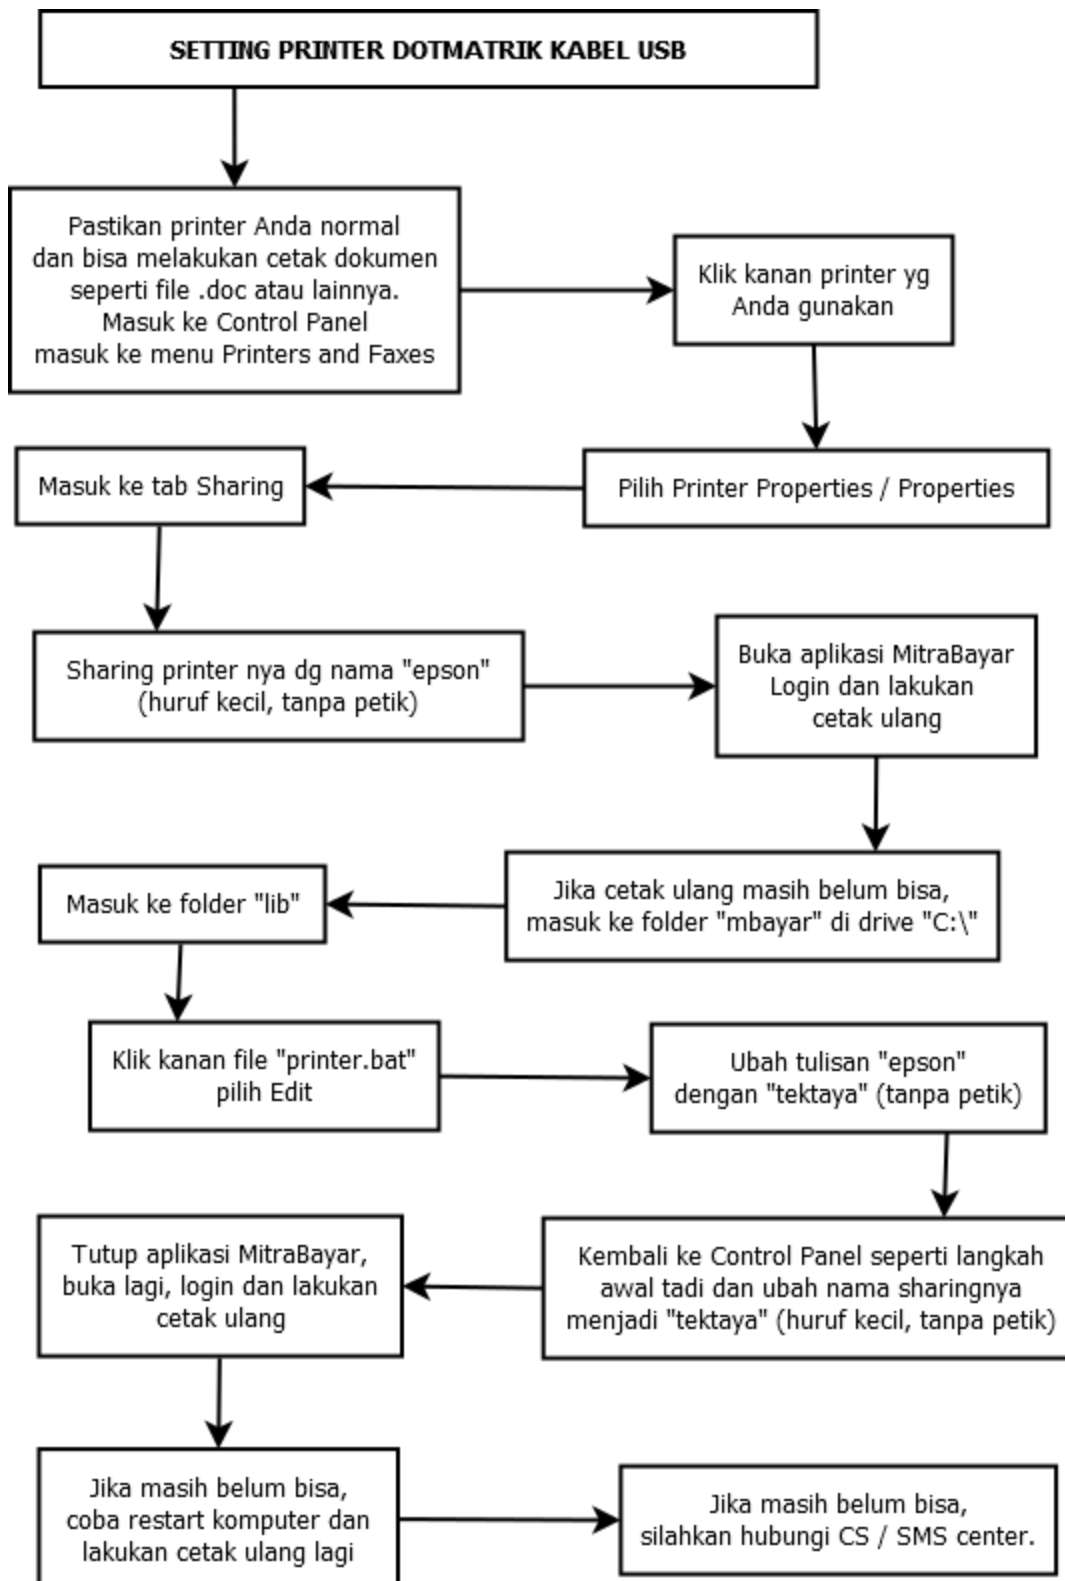 SETTING PRINTER DOTMATRIK KABEL USB
Pastikan printer Anda normal
dan bisa melakukan cetak dokumen
seperti file .doc atau lainnya.
Masuk ke Control Panel
masuk ke menu Printers and Faxes
Klik kanan printer yg
Anda gunakan
Pilih Printer Properties / Properties
Masuk ke tab Sharing
Sharing printer nya dg nama "epson"
(huruf kecil, tanpa petik)
Buka aplikasi MitraBayar
Login dan lakukan
cetak ulang
Jika cetak ulang masih belum bisa,
masuk ke folder "mbayar" di drive "C:\"
Masuk ke folder "lib"
Klik kanan file "printer.bat"
pilih Edit
Ubah tulisan "epson"
dengan "tektaya" (tanpa petik)
Kembali ke Control Panel seperti langkah
awal tadi dan ubah nama sharingnya
menjadi "tektaya" (huruf kecil, tanpa petik)
Tutup aplikasi MitraBayar,
buka lagi, login dan lakukan
cetak ulang
Jika masih belum bisa,
coba restart komputer dan
lakukan cetak ulang lagi
Jika masih belum bisa,
silahkan hubungi CS / SMS center.